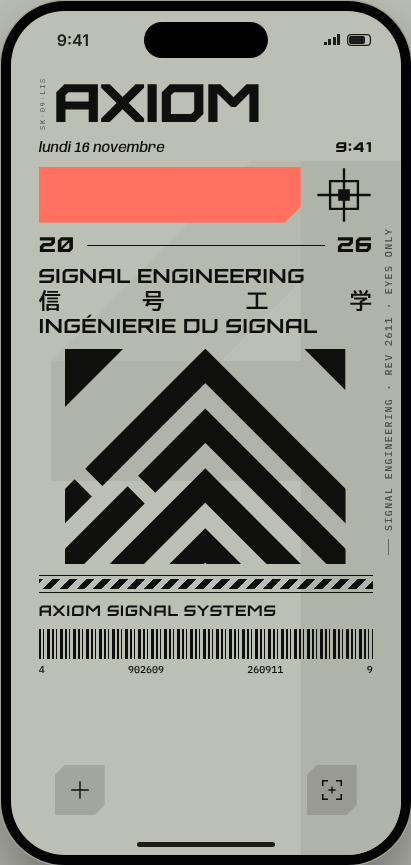 9:41
SK-09-LIS
AXIOM
lundi 16 novembre
9:41
20
26
SIGNAL ENGINEERING
信号工学
INGÉNIERIE DU SIGNAL
SIGNAL ENGINEERING · REV 2611 · EYES ONLY
AXIOM SIGNAL SYSTEMS
4 902609 260911 9